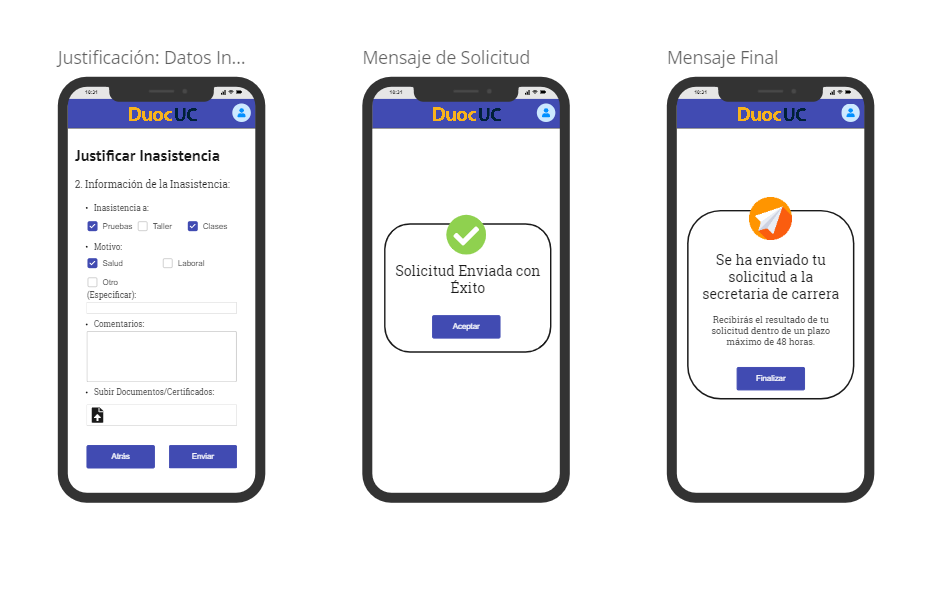 Justificación: Datos In...
10:21
DuocUC
Justificar Inasistencia
2. Información de la Inasistencia:
• Inasistencia a:
Pruebas Taller Clases
• Motivo:
Salud Laboral
Otro
(Especificar):
• Comentarios:
• Subir Documentos/Certificados:
Atrás Enviar
Mensaje de Solicitud
10:21
DuocUC
Solicitud Enviada con
Éxito
Aceptar
Mensaje Final
10:21
DuocUC
Se ha enviado tu
solicitud a la
secretaria de carrera
Recibirás el resultado de tu
solicitud dentro de un plazo
máximo de 48 horas.
Finalizar